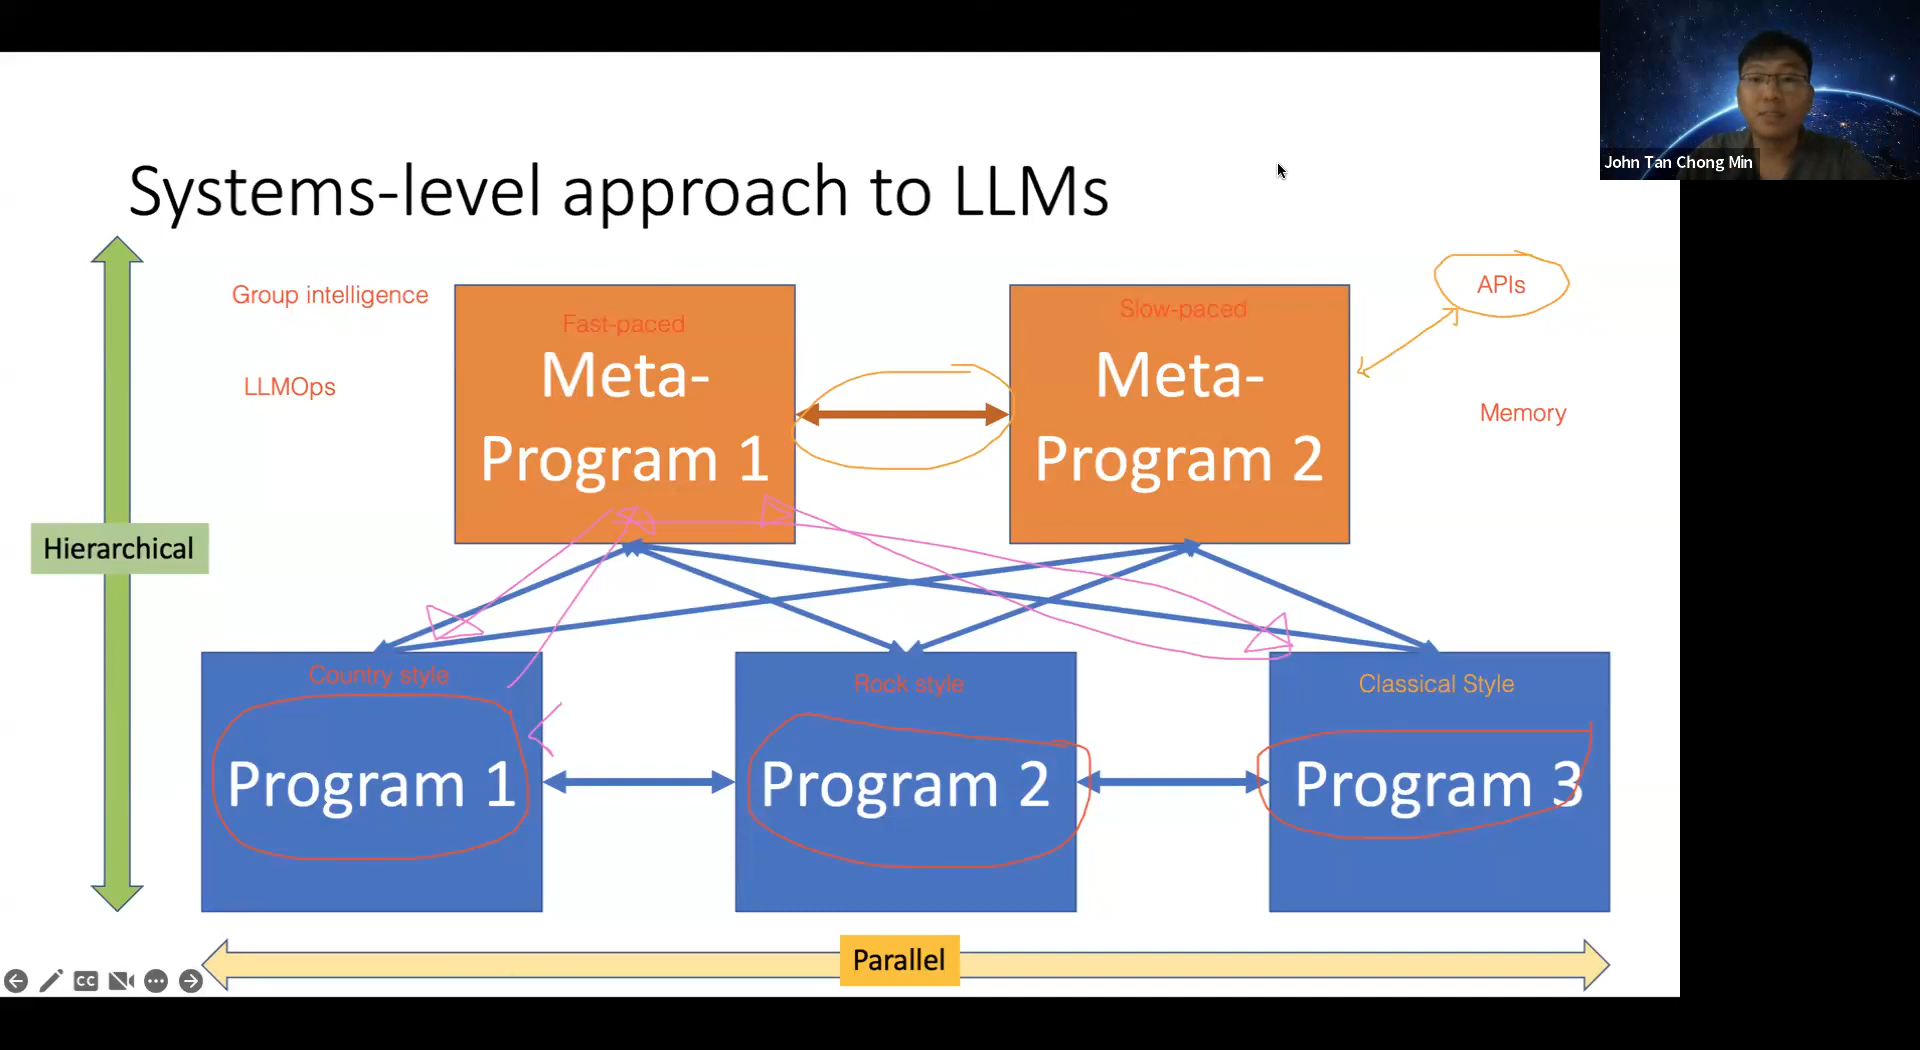 John Tan Chong Min
Systems-level approach to LLMs
Group intelligence
LLMOps
Fast-paced
Meta-
Program 1
Slow-paced
Meta-
Program 2
APIs
Memory
Hierarchical
Country style
Program 1
Rock style
Program 2
Classical Style
Program 3
Parallel
CC